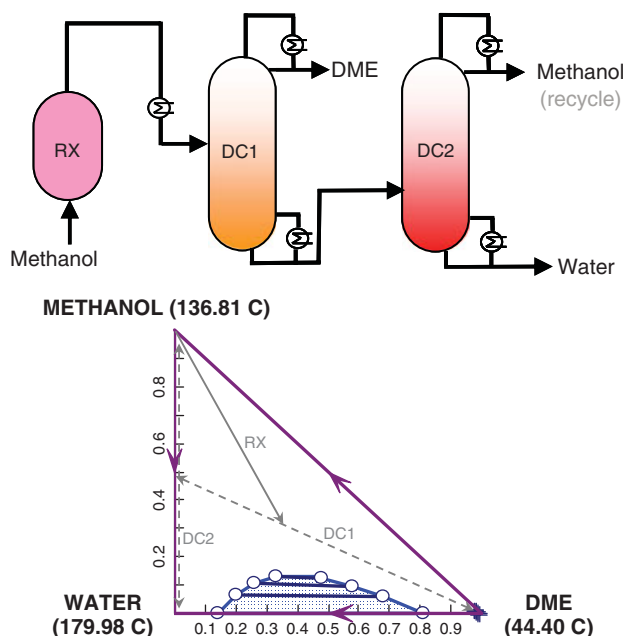 DME
Methanol
(recycle)
RX
DC1
DC2
Methanol
Water
METHANOL (136.81 C)
0.8
0.6
0.4
0.2
RX
DC1
DC2
WATER
(179.98 C)
0.1 0.2 0.3 0.4 0.5 0.6 0.7 0.8 0.9
DME
(44.40 C)